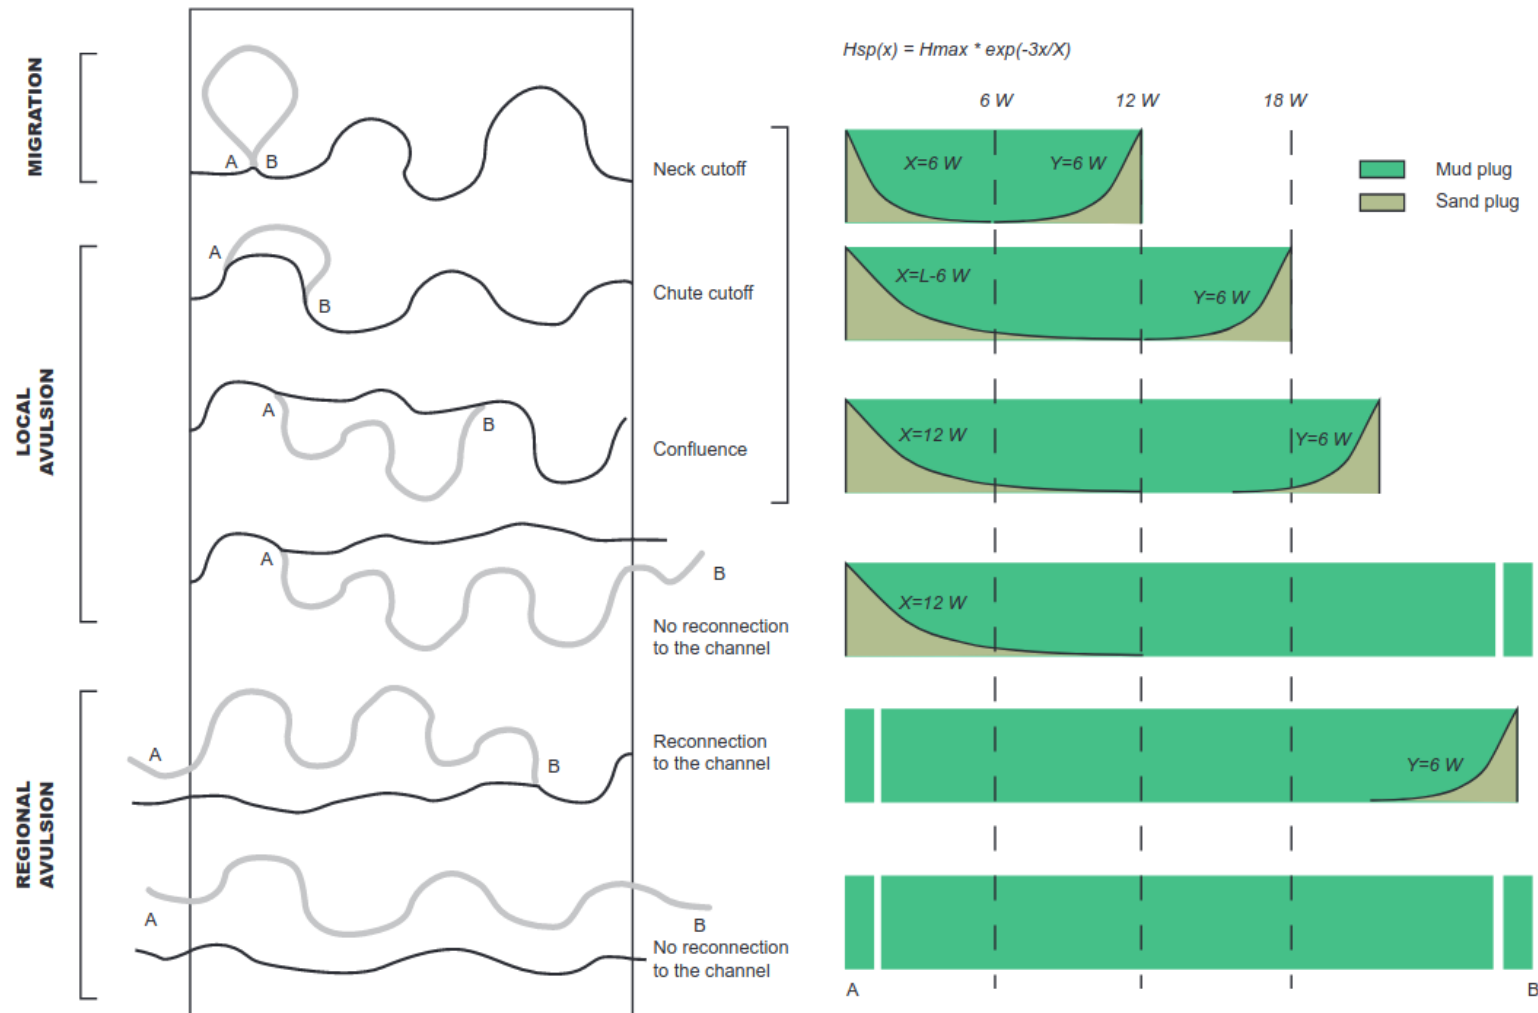 Hsp(x) = Hmax * exp(-3x/X)
6 W
12 W
18 W
MIGRATION
A
B
Neck cutoff
X=6 W
Y=6 W
Mud plug
Sand plug
LOCAL
AVULSION
A
B
Chute cutoff
X=L-6 W
Y=6 W
A
B
Confluence
X=12 W
Y=6 W
A
B
No reconnection
to the channel
X=12 W
REGIONAL
AVULSION
A
B
Reconnection
to the channel
Y=6 W
A
B
No reconnection
to the channel
A
B